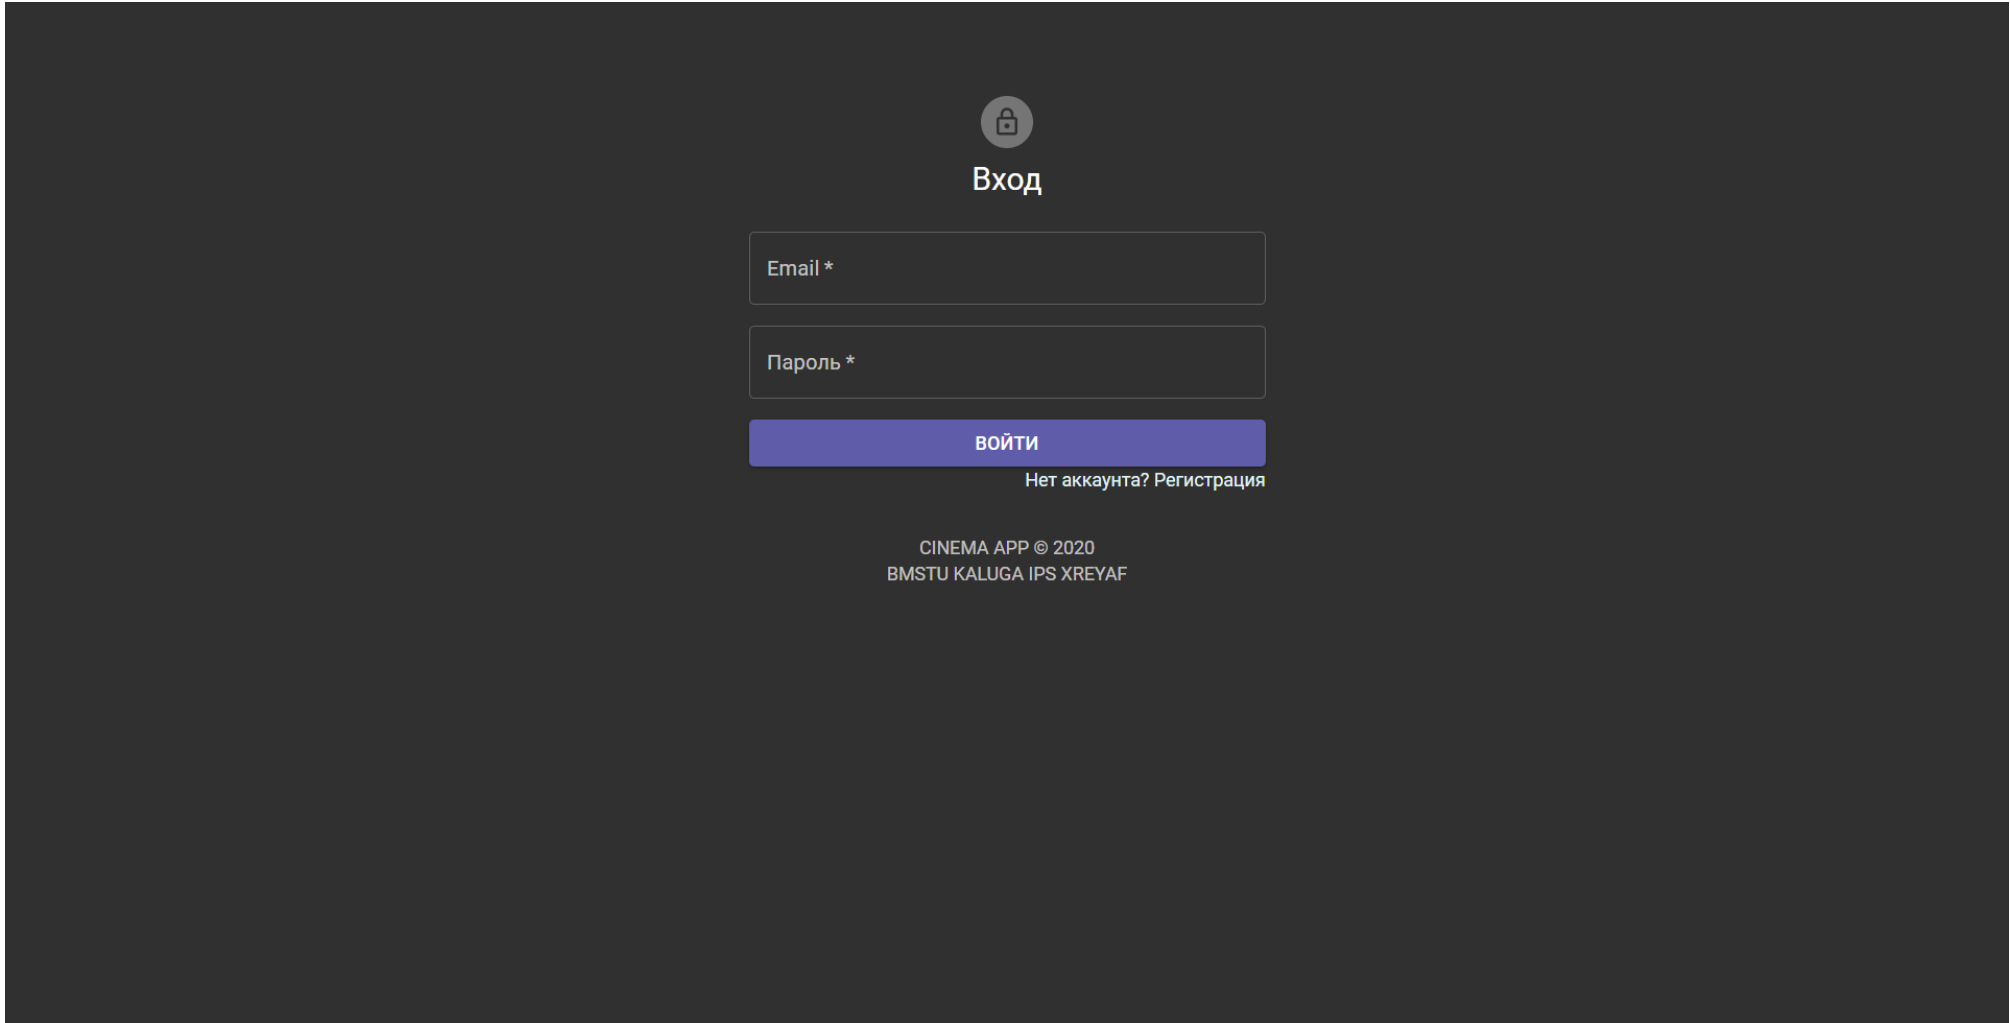 Вход
Email *
Пароль *
ВОЙТИ
Нет аккаунта? Регистрация
CINEMA APP © 2020
BMSTU KALUGA IPS XREYAF